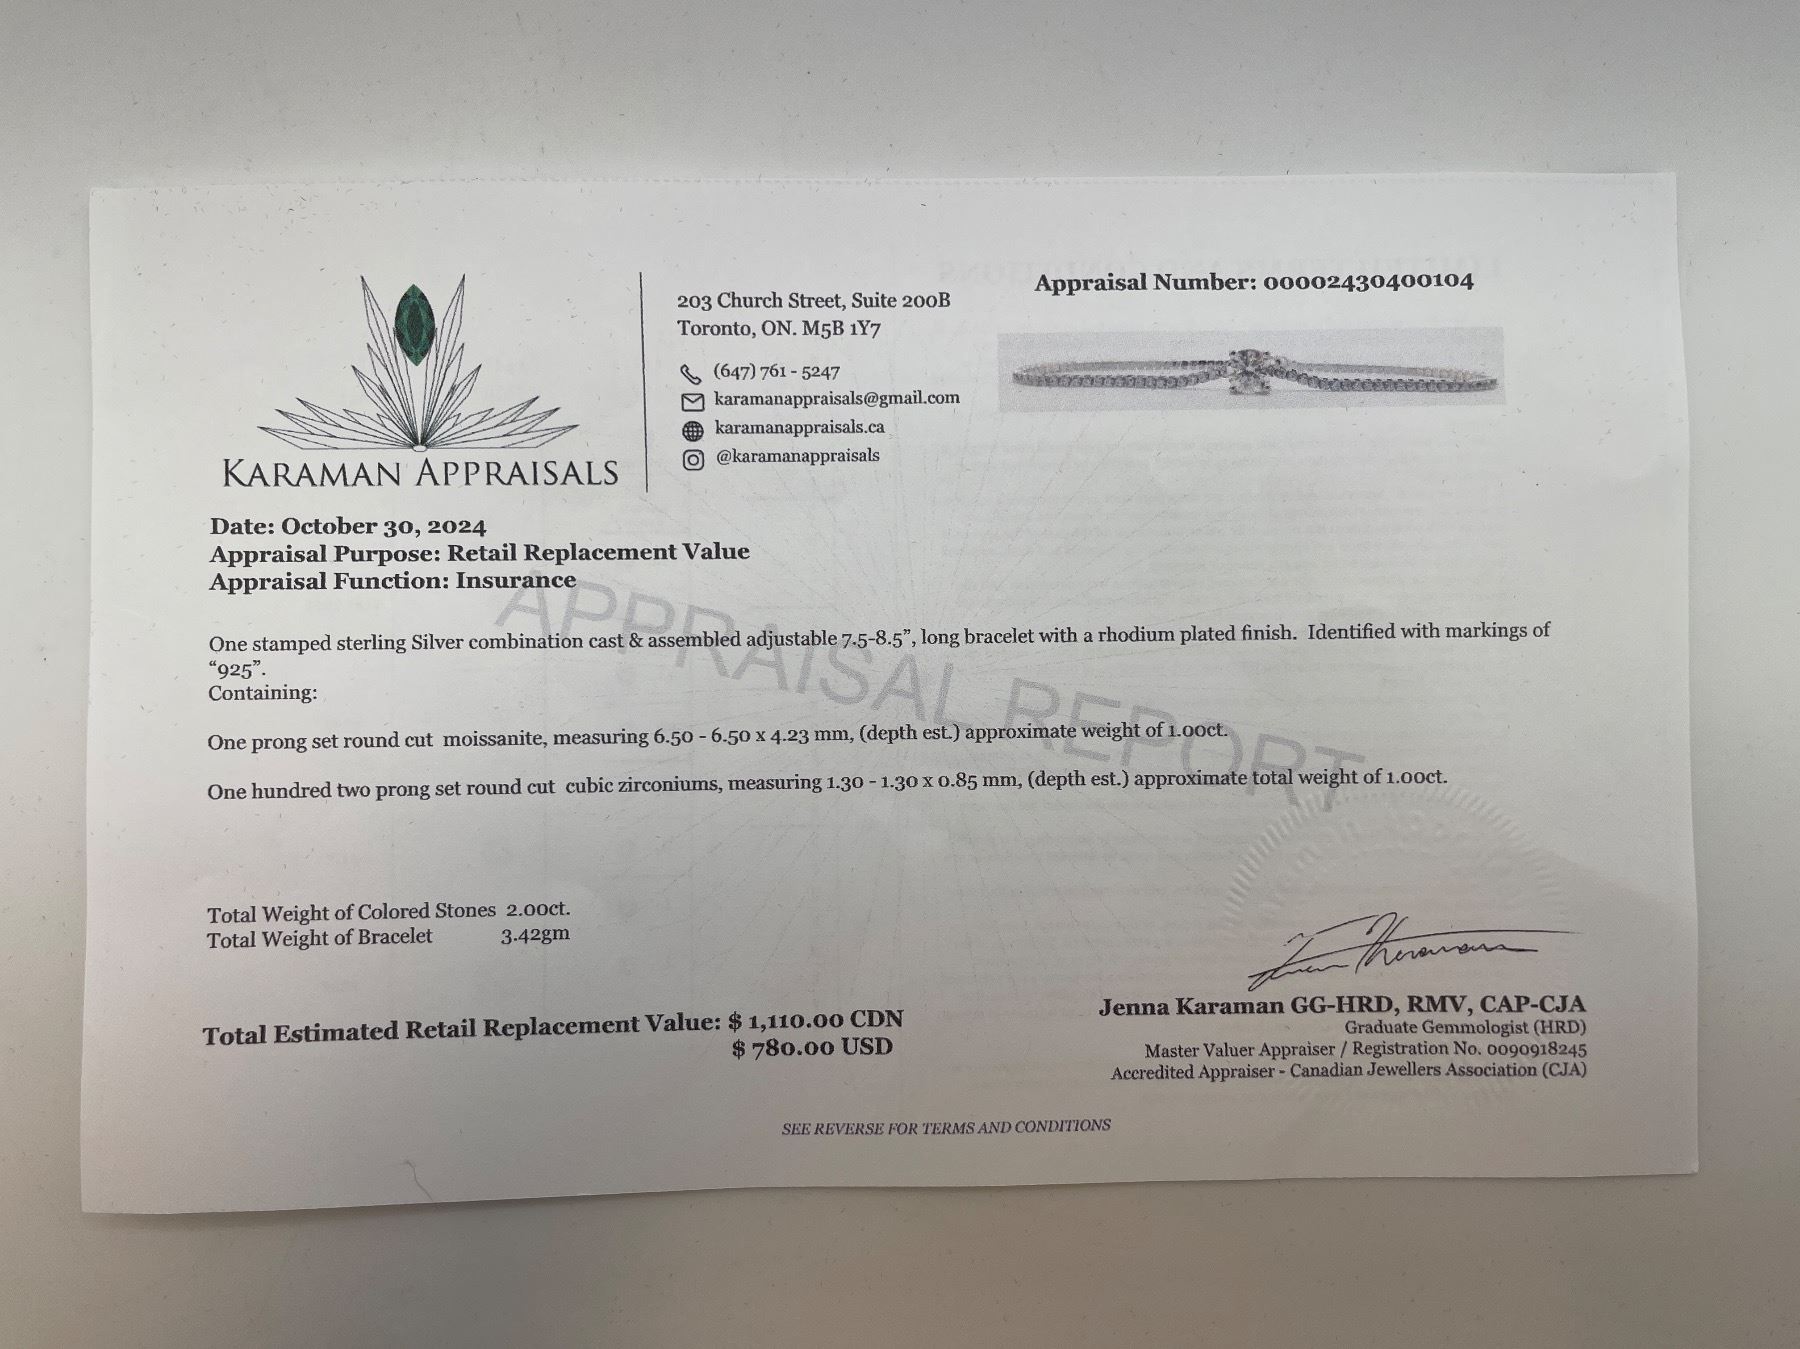 KARAMAN APPRAISALS
203 Church Street, Suite 200B
Toronto, ON. M5B 1Y7
(647) 761 - 5247
karamanappraisals@gmail.com
karamanappraisals.ca
@karamanappraisals
Appraisal Number: 00002430400104
Date: October 30, 2024
Appraisal Purpose: Retail Replacement Value
Appraisal Function: Insurance
APPRAISAL REPORT
One stamped sterling Silver combination cast & assembled adjustable 7.5-8.5”, long bracelet with a rhodium plated finish. Identified with markings of
“925”.
Containing:
One prong set round cut moissanite, measuring 6.50 - 6.50 x 4.23 mm, (depth est.) approximate weight of 1.00ct.
One hundred two prong set round cut cubic zirconiums, measuring 1.30 - 1.30 x 0.85 mm, (depth est.) approximate total weight of 1.00ct.
Total Weight of Colored Stones 2.00ct.
Total Weight of Bracelet 3.42gm
Total Estimated Retail Replacement Value: $ 1,110.00 CDN
$ 780.00 USD
Jenna Karaman GG-HRD, RMV, CAP-CJA
Graduate Gemmologist (HRD)
Master Valuer Appraiser / Registration No. 0090918245
Accredited Appraiser - Canadian Jewellers Association (CJA)
SEE REVERSE FOR TERMS AND CONDITIONS